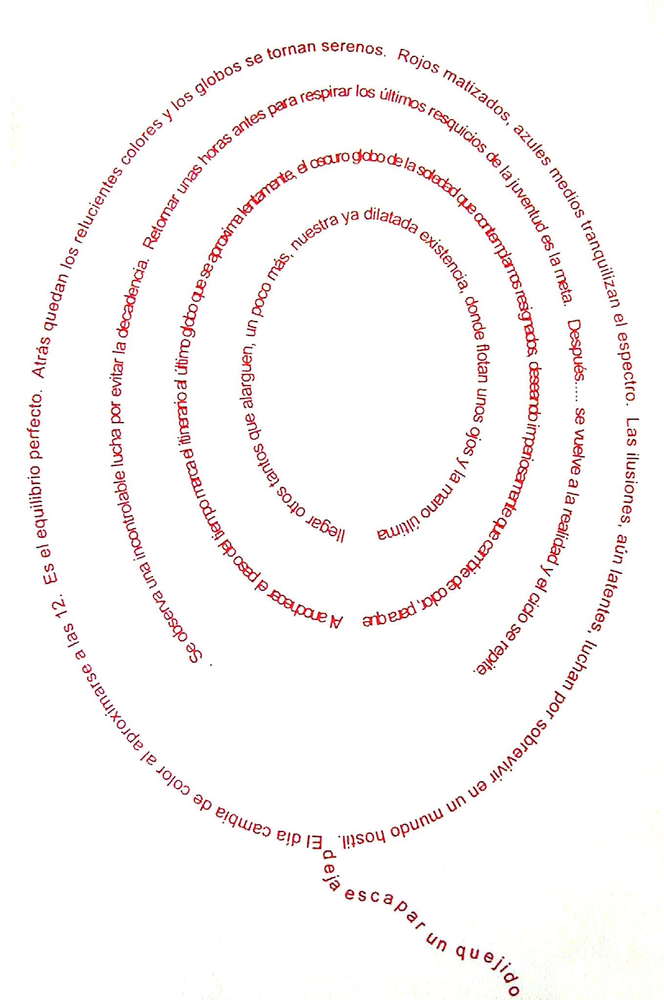 El día cambia de color al aproximarse a las 12. Es el equilibrio perfecto. Atrás quedan los relucientes colores y los globos se tornan serenos. Rojos matizados, azules medios tranquilizan el espectro. Las ilusiones, aún latentes, luchan por sobrevivir en un mundo hostil.
Se observa una incontrolable lucha por evitar la decadencia. Retomar unas horas antes para respirar los últimos resquicios de la juventud es la meta. Después..... se vuelve a la realidad y el ciclo se repite.
Al anochecer el paso del tiempo marca el itinerario al último globo que se aproxima lentamente, el oscuro globo de la soledad que contemplamos resignados, deseando imperiosamente que cambie de color, para que
llegar otros tantos que alarguen, un poco más, nuestra ya dilatada existencia, donde flotan unos ojos y la mano última
deja escapar un quejido